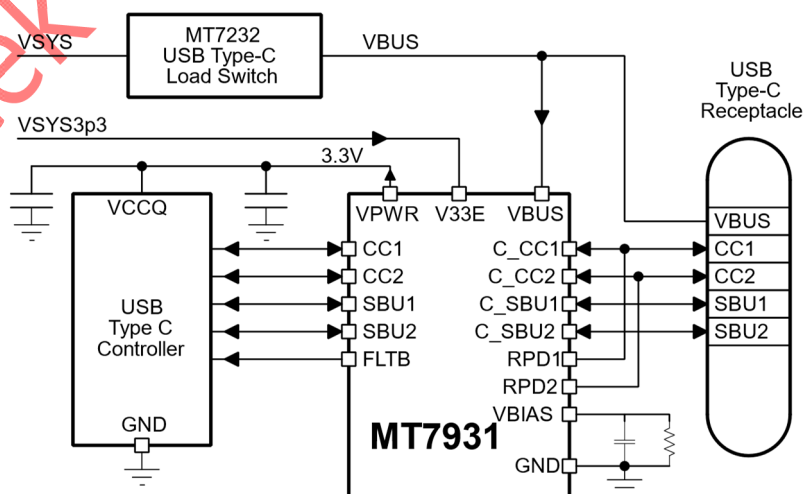 VSYS
MT7232
USB Type-C
Load Switch
VBUS
USB
Type-C
Receptacle
VSYS3p3
3.3V
VCCQ
VPWR
V33E
VBUS
VBUS
CC1
C_CC1
CC1
CC2
C_CC2
CC2
SBU1
C_SBU1
SBU1
SBU2
C_SBU2
SBU2
USB
Type C
Controller
FLTB
RPD1
RPD2
VBIAS
GND
MT7931
GND
ek